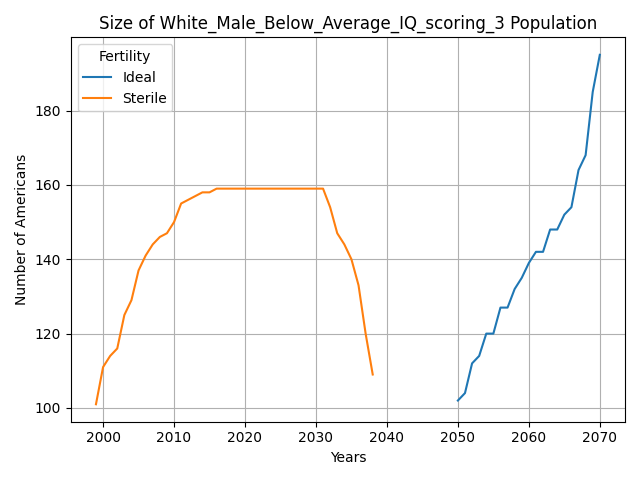 Size of White_Male_Below_Average_IQ_scoring_3 Population
Fertility
Ideal
Sterile
Number of Americans
180
160
140
120
100
2000 2010 2020 2030 2040 2050 2060 2070
Years